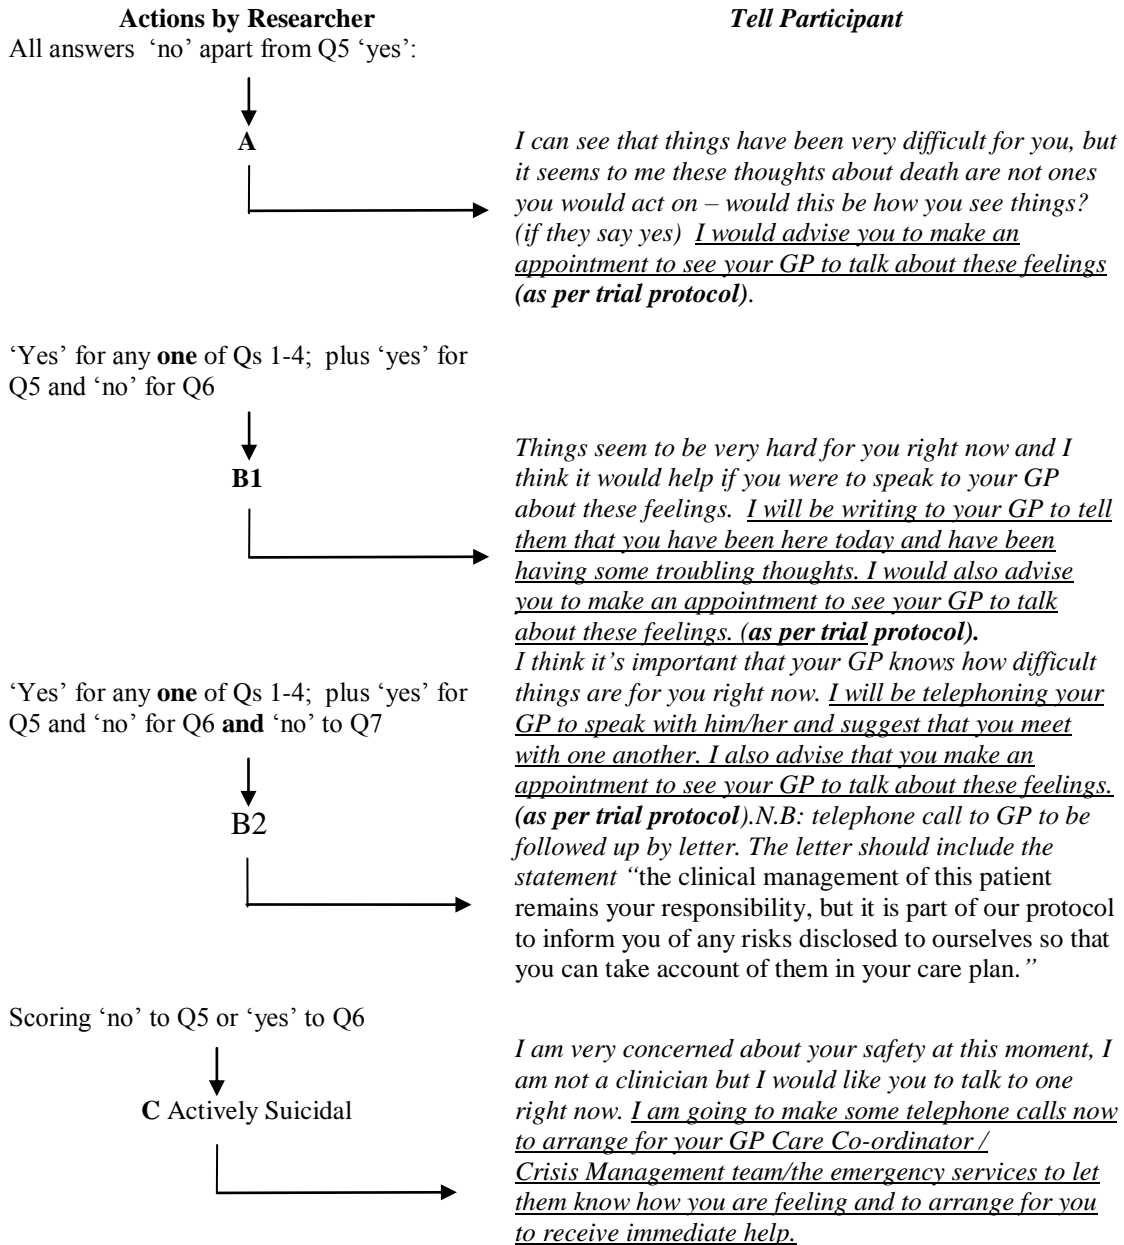 Actions by Researcher
Tell Participant
All answers ‘no’ apart from Q5 ‘yes’:
A
I can see that things have been very difficult for you, but
it seems to me these thoughts about death are not ones
you would act on – would this be how you see things?
(if they say yes) I would advise you to make an
appointment to see your GP to talk about these feelings
(as per trial protocol).
‘Yes’ for any one of Qs 1-4; plus ‘yes’ for
Q5 and ‘no’ for Q6
B1
Things seem to be very hard for you right now and I
think it would help if you were to speak to your GP
about these feelings. I will be writing to your GP to tell
them that you have been here today and have been
having some troubling thoughts. I would also advise
you to make an appointment to see your GP to talk
about these feelings. (as per trial protocol).
‘Yes’ for any one of Qs 1-4; plus ‘yes’ for
Q5 and ‘no’ for Q6 and ‘no’ to Q7
B2
I think it’s important that your GP knows how difficult
things are for you right now. I will be telephoning your
GP to speak with him/her and suggest that you meet
with one another. I also advise that you make an
appointment to see your GP to talk about these feelings.
(as per trial protocol).N.B: telephone call to GP to be
followed up by letter. The letter should include the
statement “the clinical management of this patient
remains your responsibility, but it is part of our protocol
to inform you of any risks disclosed to ourselves so that
you can take account of them in your care plan.”
Scoring ‘no’ to Q5 or ‘yes’ to Q6
C Actively Suicidal
I am very concerned about your safety at this moment, I
am not a clinician but I would like you to talk to one
right now. I am going to make some telephone calls now
to arrange for your GP Care Co-ordinator /
Crisis Management team/the emergency services to let
them know how you are feeling and to arrange for you
to receive immediate help.